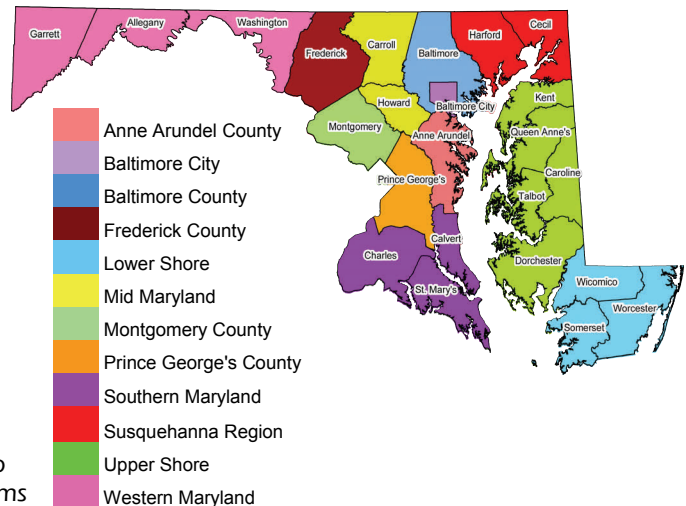 Garrett
Allegany
Washington
Frederick
Carroll
Baltimore
Harford
Cecil
Howard
Baltimore City
Kent
Montgomery
Anne Arundel
Queen Anne's
Caroline
Prince George's
Talbot
Calvert
Charles
Dorchester
St. Mary's
Wicomico
Worcester
Somerset
Anne Arundel County
Baltimore City
Baltimore County
Frederick County
Lower Shore
Mid Maryland
Montgomery County
Prince George's County
Southern Maryland
Susquehanna Region
Upper Shore
Western Maryland